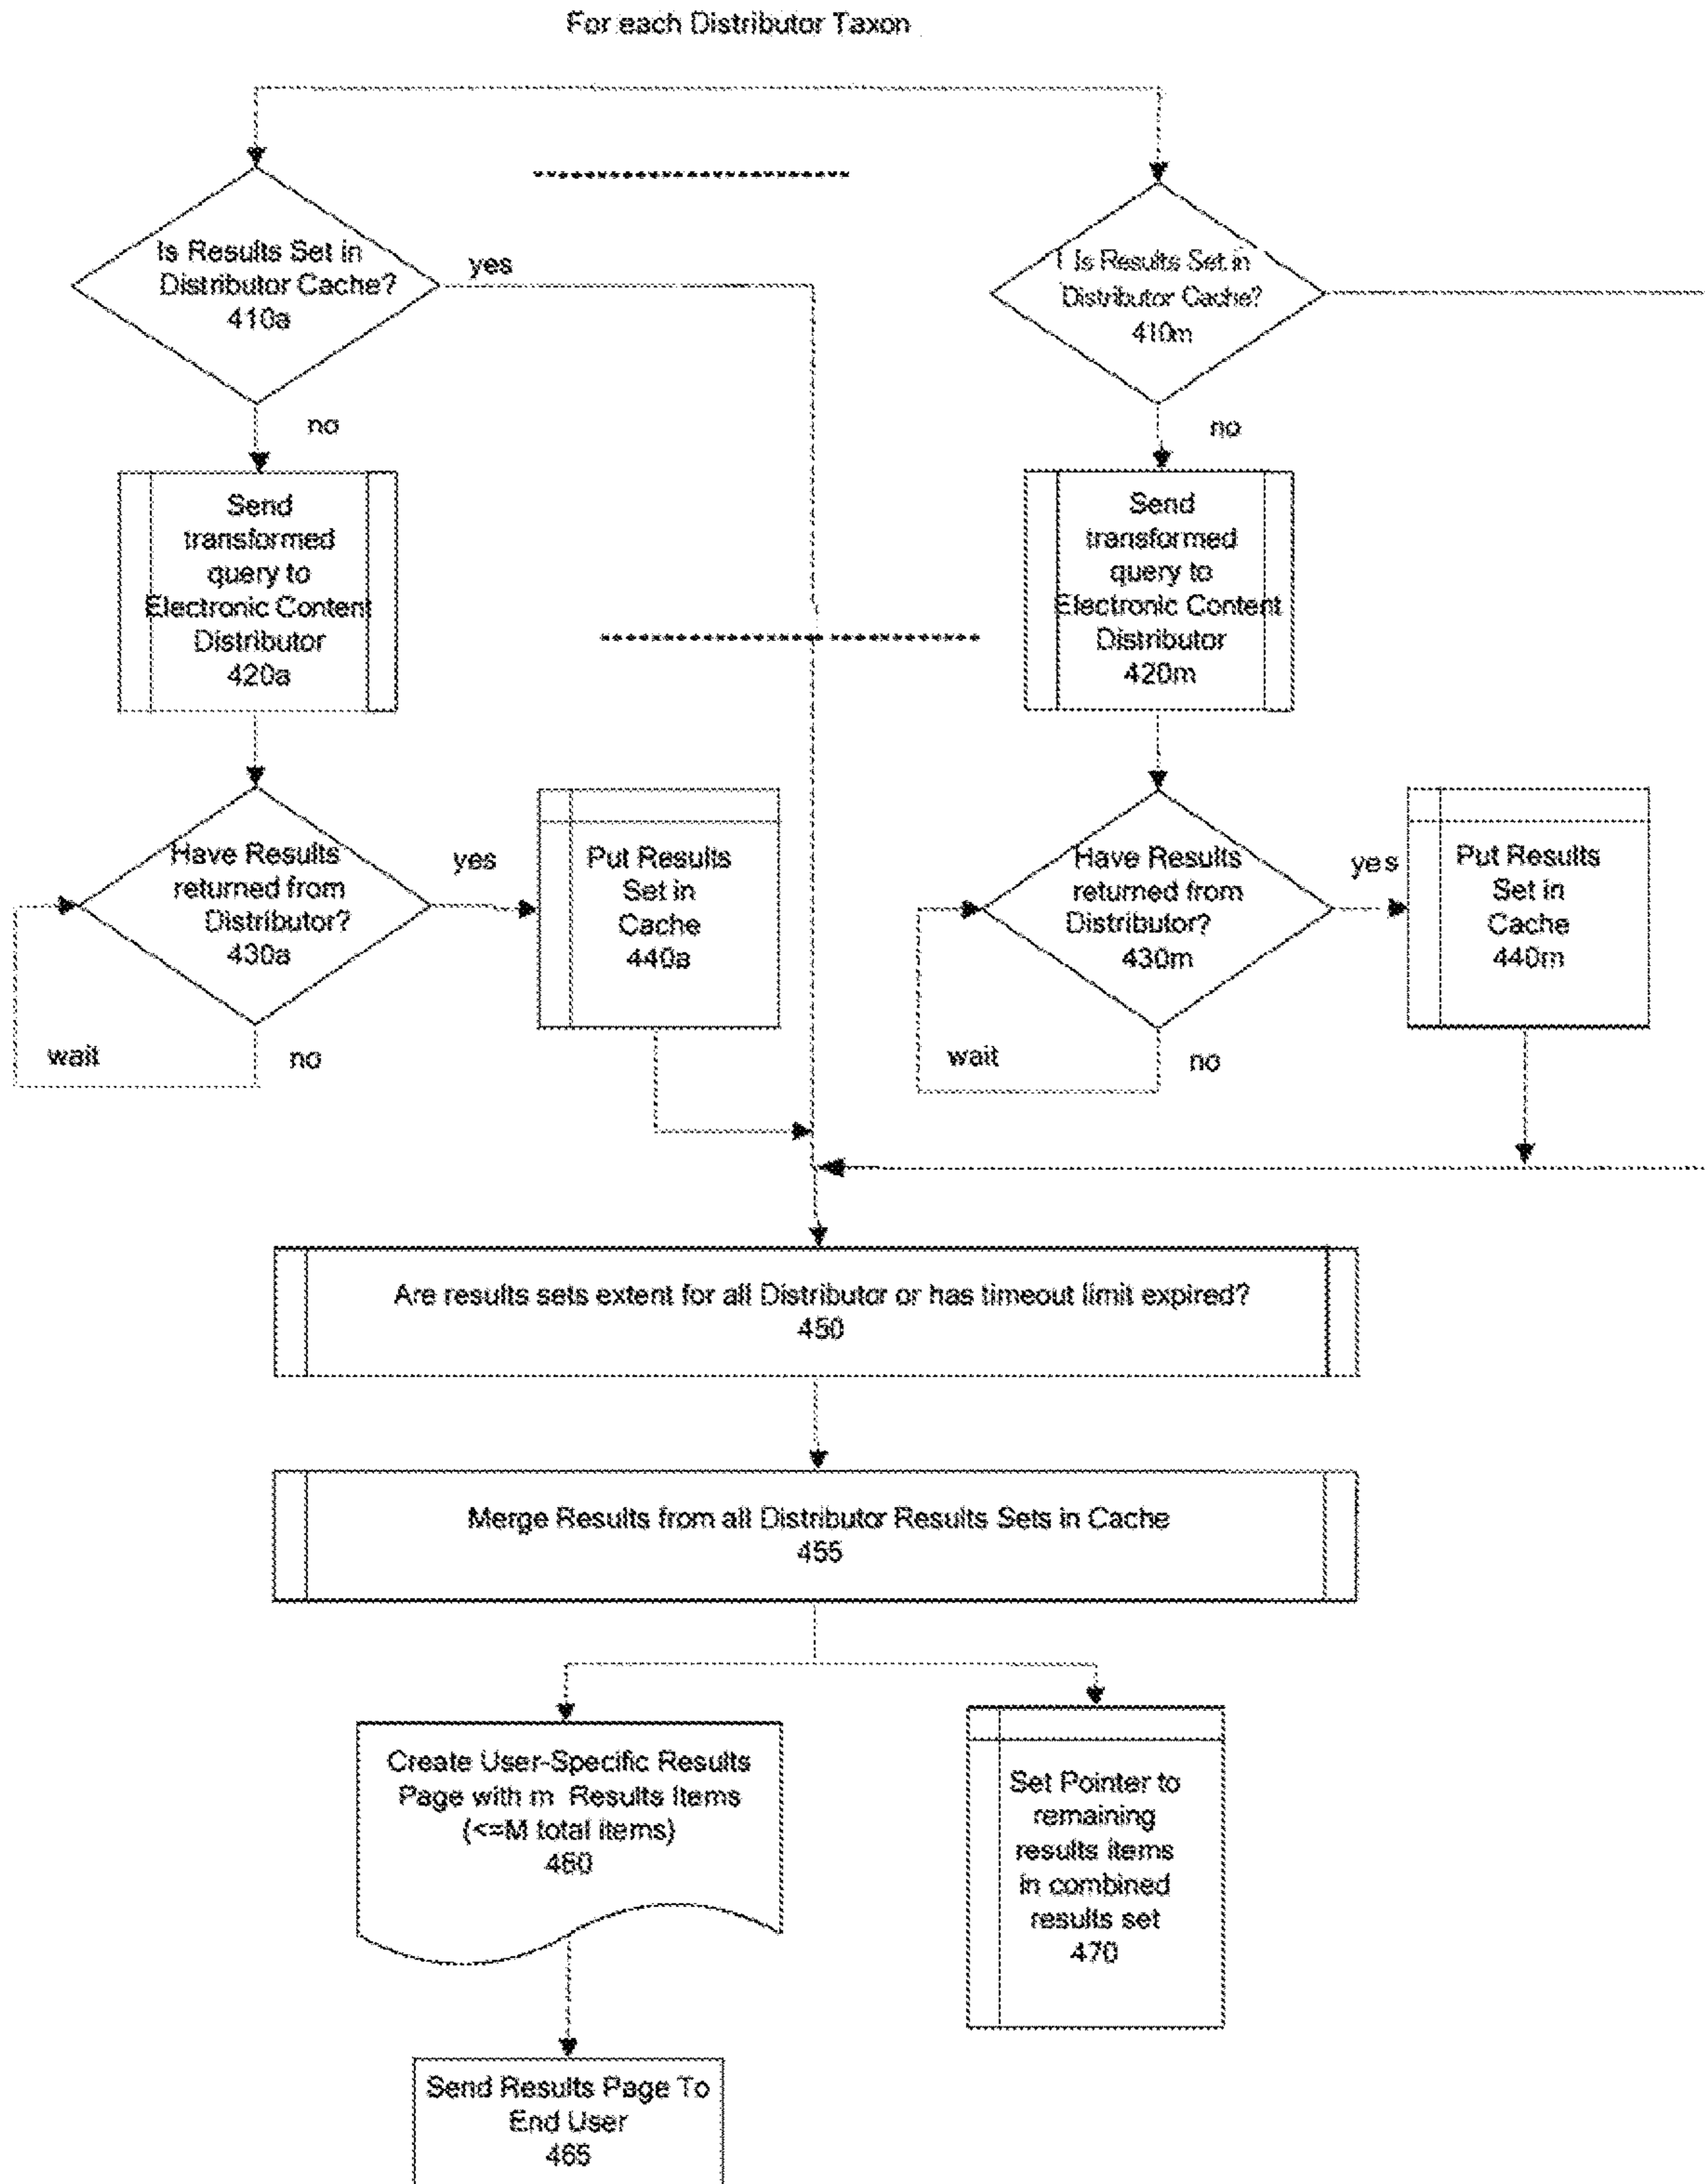 For each Distributor Taxon
Is Results Set in
Distributor Cache?
410a
yes
no
Send
transformed
query to
Electronic Content
Distributor
420a
Have Results
returned from
Distributor?
430a
yes
wait
no
Put Results
Set in
Cache
440a
Is Results Set in
Distributor Cache?
410m
no
Send
transformed
query to
Electronic Content
Distributor
420m
Have Results
returned from
Distributor?
430m
yes
wait
no
Put Results
Set in
Cache
440m
Are results sets extent for all Distributor or has timeout limit expired?
450
Merge Results from all Distributor Results Sets in Cache
455
Create User-Specific Results
Page with m Results Items
(<=M total items)
460
Set Pointer to
remaining
results items
in combined
results set
470
Send Results Page To
End User
465